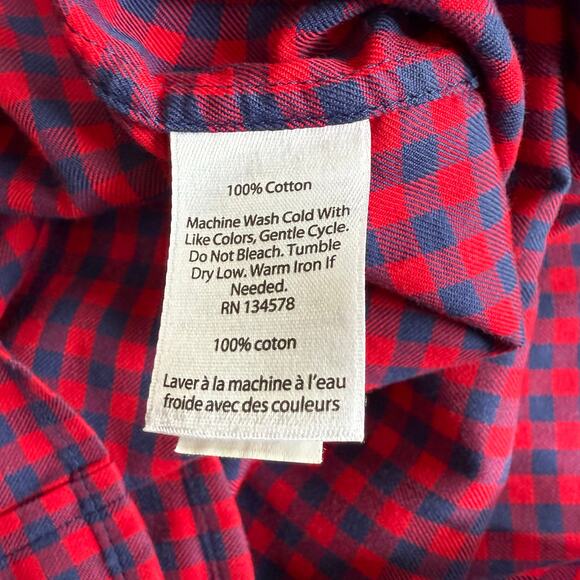 100% Cotton
Machine Wash Cold With
Like Colors, Gentle Cycle.
Do Not Bleach. Tumble
Dry Low. Warm Iron If
Needed.
RN 134578
100% coton
Laver à la machine à l'eau
froide avec des couleurs